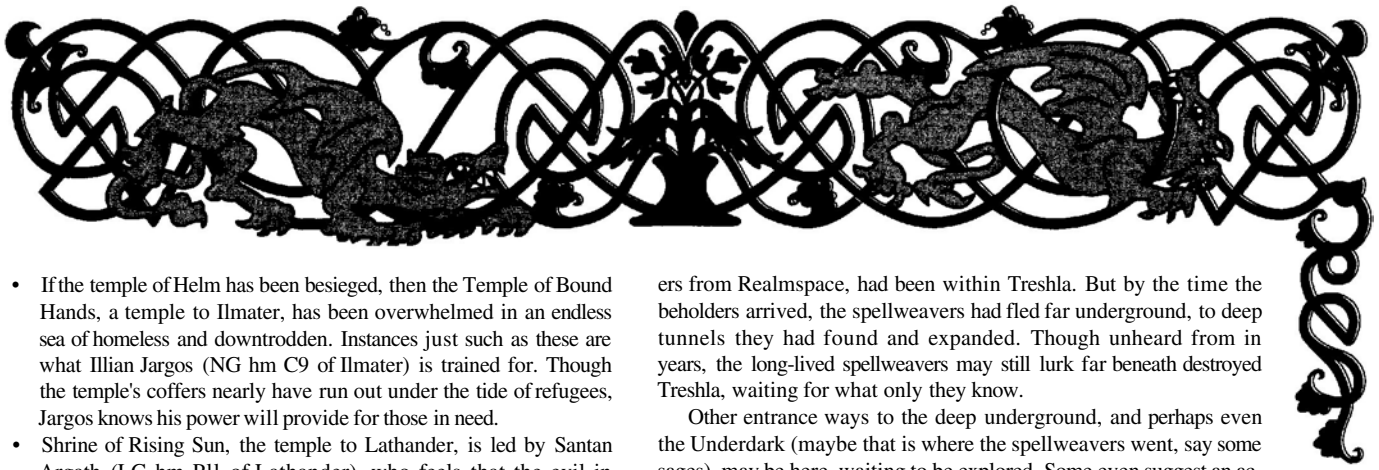 • If the temple of Helm has been besieged, then the Temple of Bound
Hands, a temple to Ilmater, has been overwhelmed in an endless
sea of homeless and downtrodden. Instances just such as these are
what Illian Jargos (NG hm C9 of Ilmater) is trained for. Though
the temple's coffers nearly have run out under the tide of refugees,
Jargos knows his power will provide for those in need.
• Shrine of Rising Sun, the temple to Lathander, is led by Santan
ers from Realmspace, had been within Treshla. But by the time the
beholders arrived, the spellweavers had fled far underground, to deep
tunnels they had found and expanded. Though unheard from in
years, the long-lived spellweavers may still lurk far beneath destroyed
Treshla, waiting for what only they know.
Other entrance ways to the deep underground, and perhaps even
the Underdark (maybe that is where the spellweavers went, say some